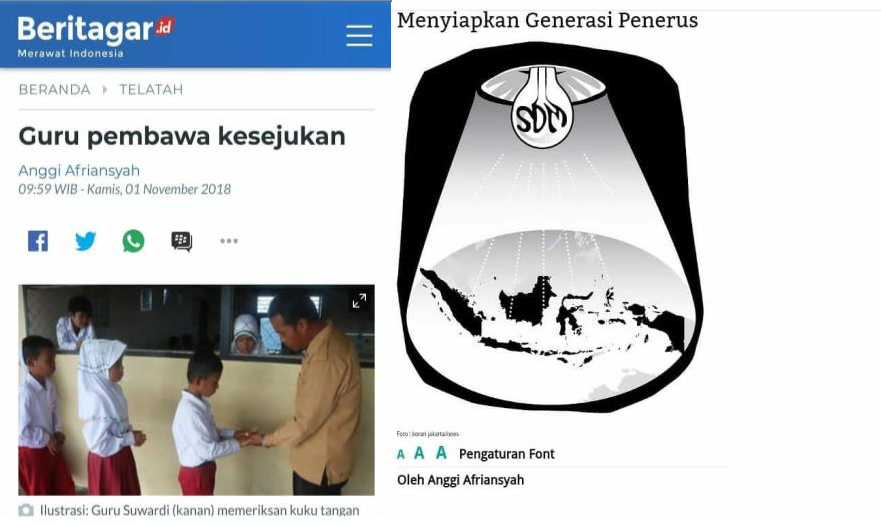 Beritagar.id
Merawat Indonesia
BERANDA TELATAH
Guru pembawa kesejukan
Anggi Afriansyah
09:59 WIB - Kamis, 01 November 2018
Ilustrasi: Guru Suwardi (kanan) memeriksan kuku tangan
Menyiapkan Generasi Penerus
SDM
Foto : koran jakarta/ones
A A A Pengaturan Font
Oleh Anggi Afriansyah